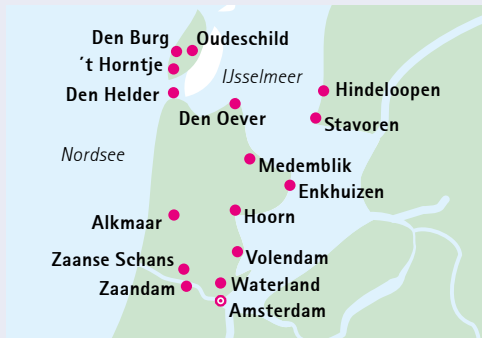 Den Burg
Oudeschild
´t Horntje
IJsselmeer
Den Helder
Hindeloopen
Den Oever
Stavoren
Nordsee
Medemblik
Enkhuizen
Alkmaar
Hoorn
Zaanse Schans
Volendam
Zaandam
Waterland
Amsterdam